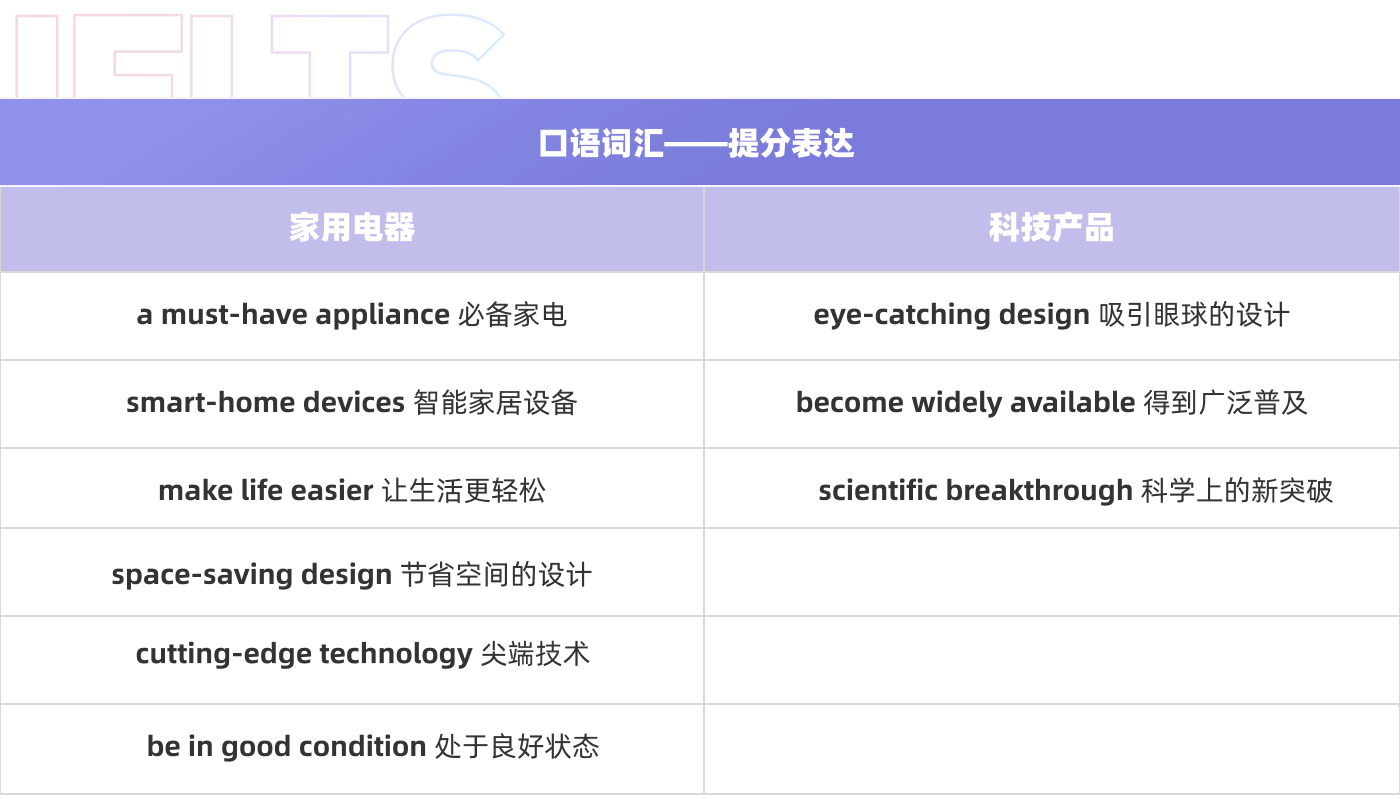 IELTS
口语词汇——提分表达
家用电器
科技产品
a must-have appliance 必备家电
eye-catching design 吸引眼球的设计
smart-home devices 智能家居设备
become widely available 得到广泛普及
make life easier 让生活更轻松
scientific breakthrough 科学上的新突破
space-saving design 节省空间的设计
cutting-edge technology 尖端技术
be in good condition 处于良好状态